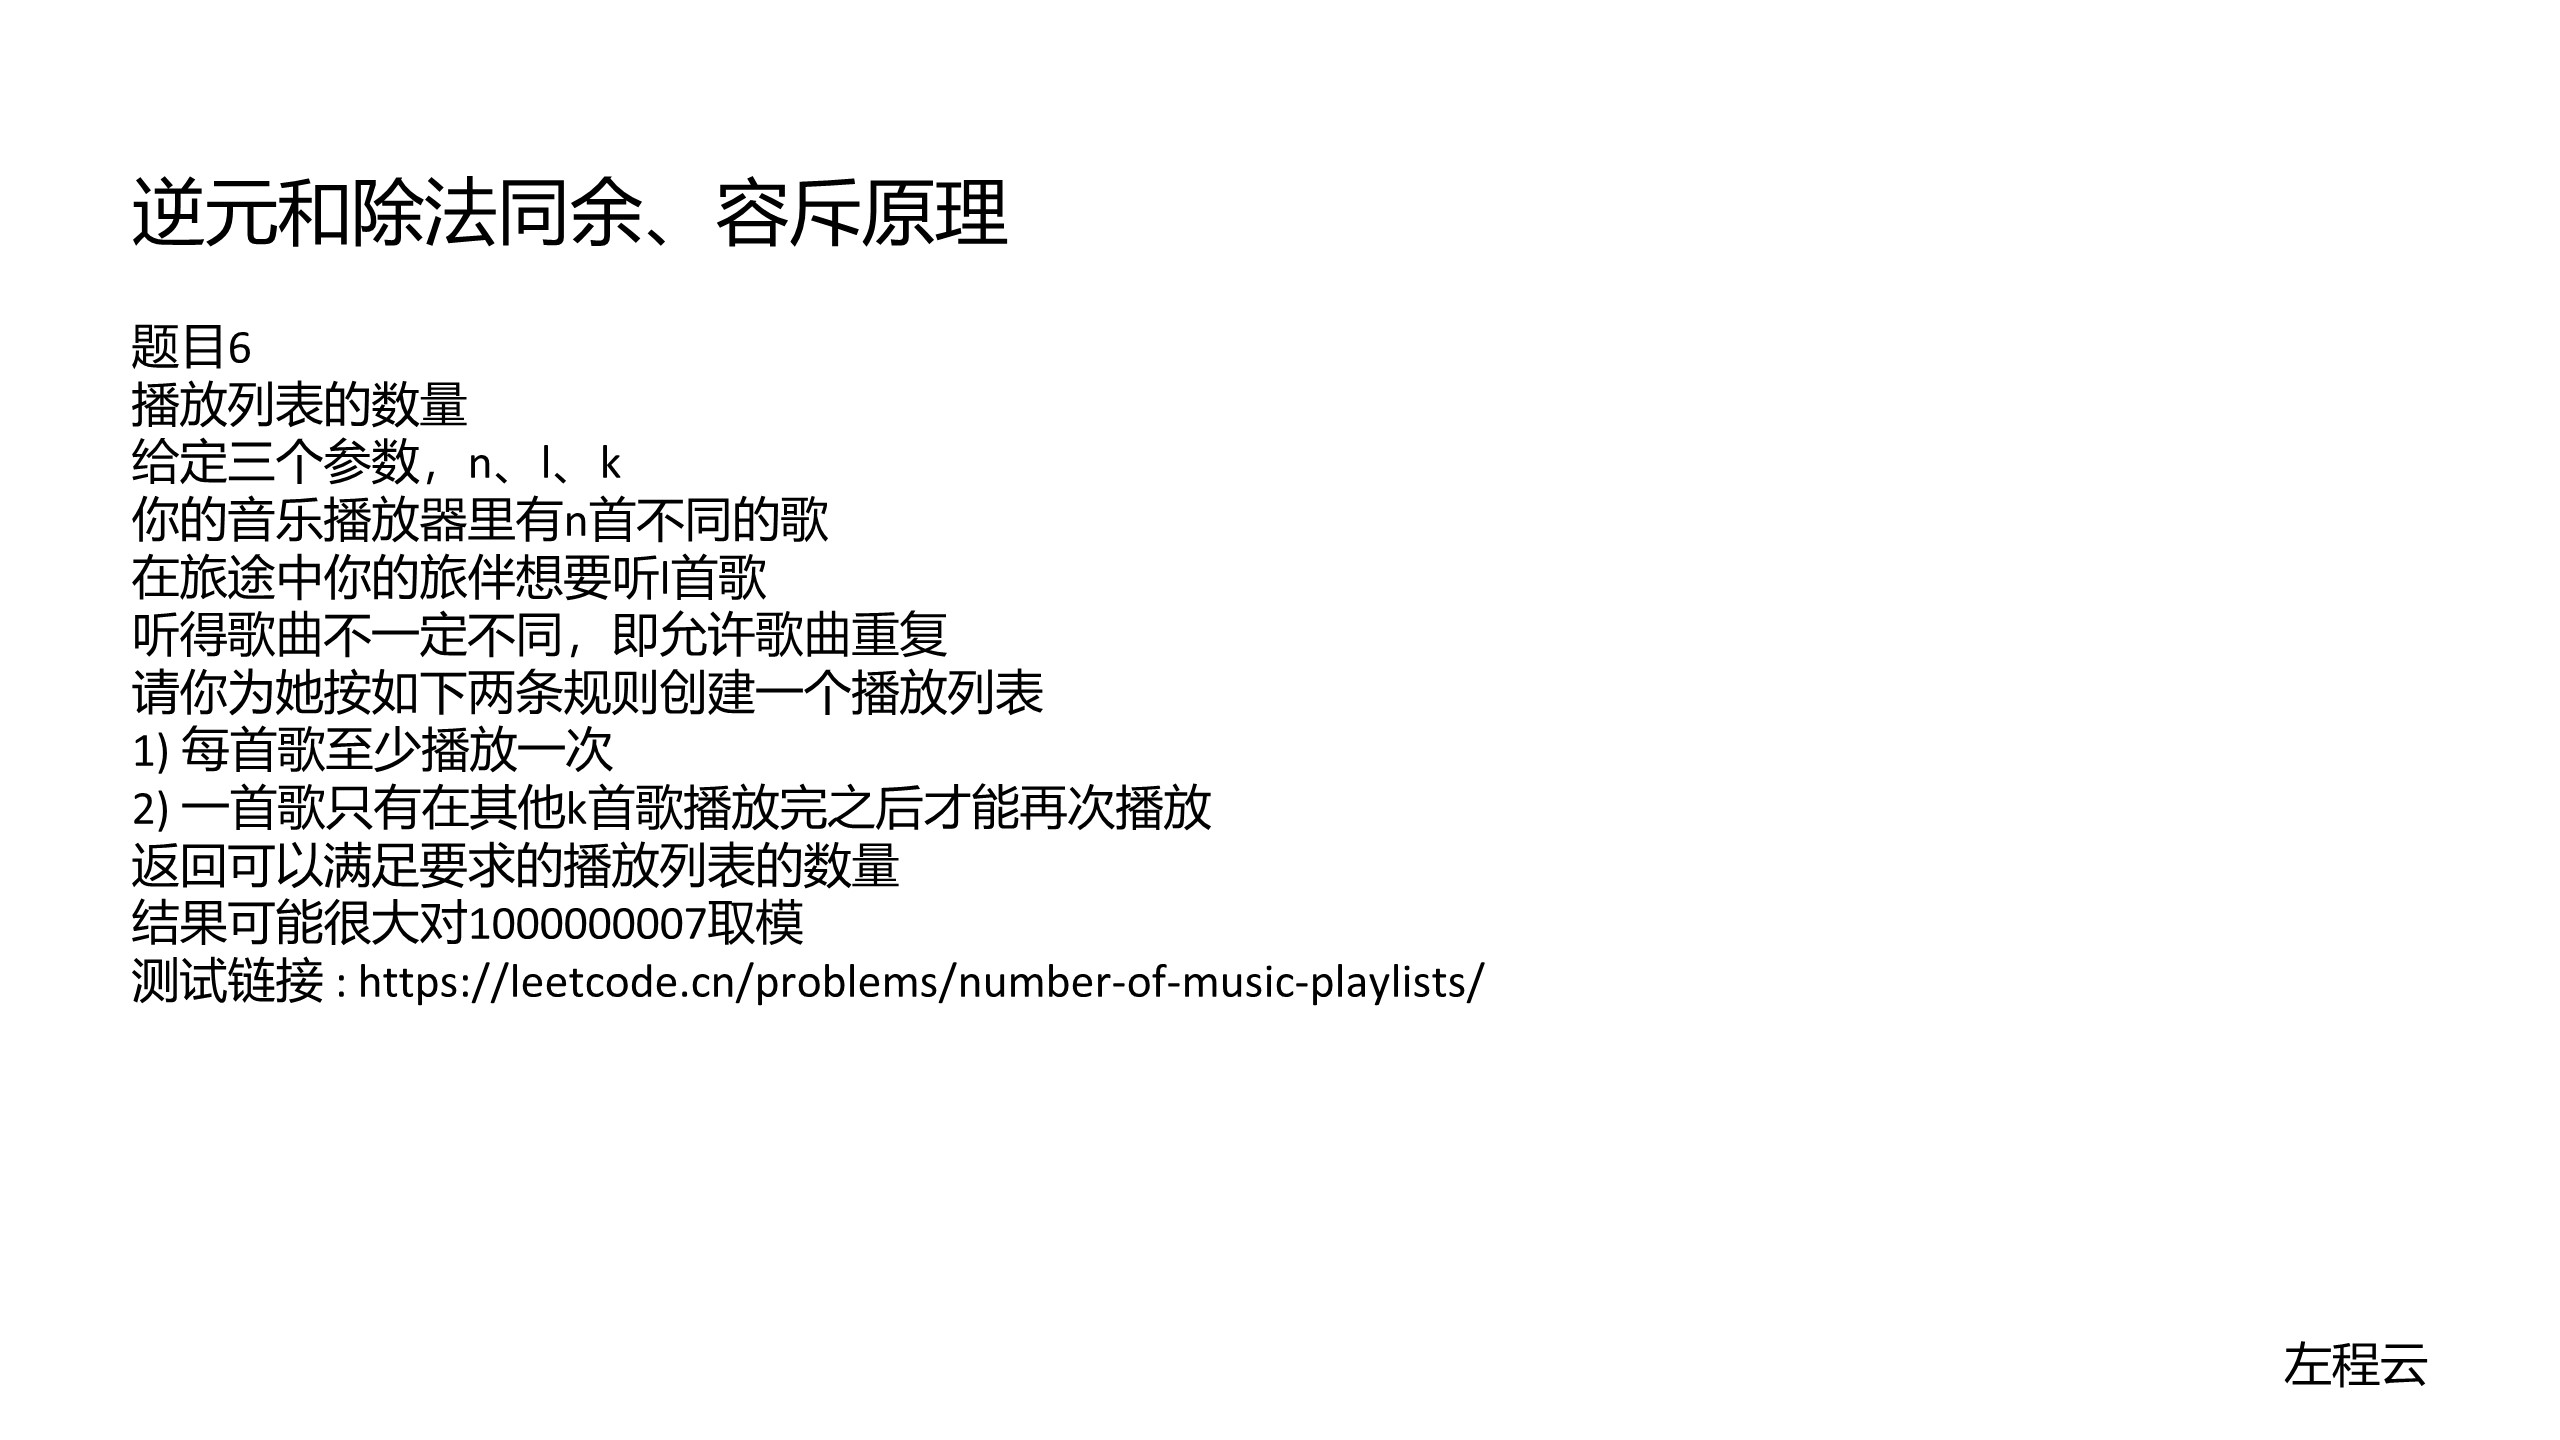 逆元和除法同余、容斥原理
题目6
播放列表的数量
给定三个参数，n、l、k
你的音乐播放器里有n首不同的歌
在旅途中你的旅伴想要听l首歌
听得歌曲不一定不同，即允许歌曲重复
请你为她按如下两条规则创建一个播放列表
1) 每首歌至少播放一次
2) 一首歌只有在其他k首歌播放完之后才能再次播放
返回可以满足要求的播放列表的数量
结果可能很大对1000000007取模
测试链接 : https://leetcode.cn/problems/number-of-music-playlists/
左程云